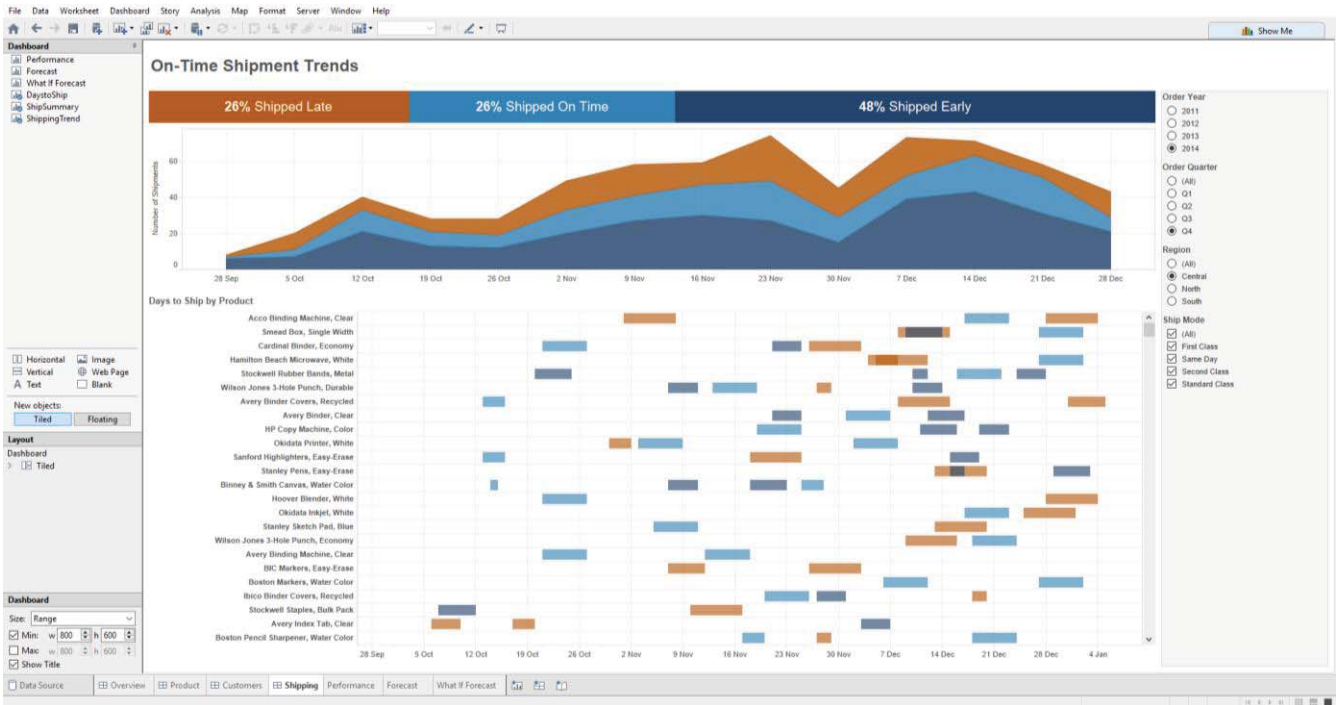 File Data Worksheet Dashboard Story Analysis Map Format Server Window Help
Abc
Show Me
Dashboard
Performance
Forecast
What If Forecast
DaystoShip
ShipSummary
ShippingTrend
Horizontal Image
Vertical Web Page
A Text Blank
New objects:
Tiled Floating
Layout
Dashboard
Tiled
Dashboard
Size: Range
Min: w 800 h 600
Max: w 800 h 600
Show Title
On-Time Shipment Trends
26% Shipped Late 26% Shipped On Time 48% Shipped Early
Number of Shipments
60
40
20
0
28 Sep 5 Oct 12 Oct 19 Oct 26 Oct 2 Nov 9 Nov 16 Nov 23 Nov 30 Nov 7 Dec 14 Dec 21 Dec 28 Dec
Days to Ship by Product
Acco Binding Machine, Clear
Smead Box, Single Width
Cardinal Binder, Economy
Hamilton Beach Microwave, White
Stockwell Rubber Bands, Metal
Wilson Jones 3-Hole Punch, Durable
Avery Binder Covers, Recycled
Avery Binder, Clear
HP Copy Machine, Color
Okidata Printer, White
Sanford Highlighters, Easy-Erase
Stanley Pens, Easy-Erase
Binney & Smith Canvas, Water Color
Hoover Blender, White
Okidata Inkjet, White
Stanley Sketch Pad, Blue
Wilson Jones 3-Hole Punch, Economy
Avery Binding Machine, Clear
BIC Markers, Easy-Erase
Boston Markers, Water Color
Ibico Binder Covers, Recycled
Stockwell Staples, Bulk Pack
Avery Index Tab, Clear
Boston Pencil Sharpener, Water Color
28 Sep 5 Oct 12 Oct 19 Oct 26 Oct 2 Nov 9 Nov 16 Nov 23 Nov 30 Nov 7 Dec 14 Dec 21 Dec 28 Dec 4 Jan
Order Year
2011
2012
2013
2014
Order Quarter
(All)
Q1
Q2
Q3
Q4
Region
(All)
Central
North
South
Ship Mode
(All)
First Class
Same Day
Second Class
Standard Class
Data Source Overview Product Customers Shipping Performance Forecast What If Forecast